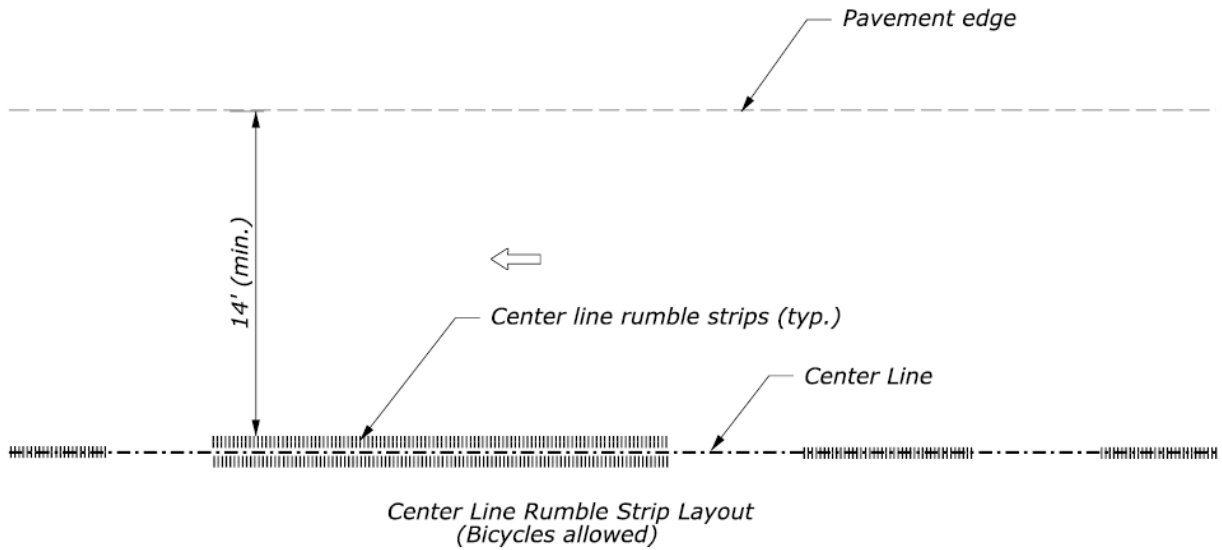 Pavement edge
14' (min.)
Center line rumble strips (typ.)
Center Line
Center Line Rumble Strip Layout
(Bicycles allowed)